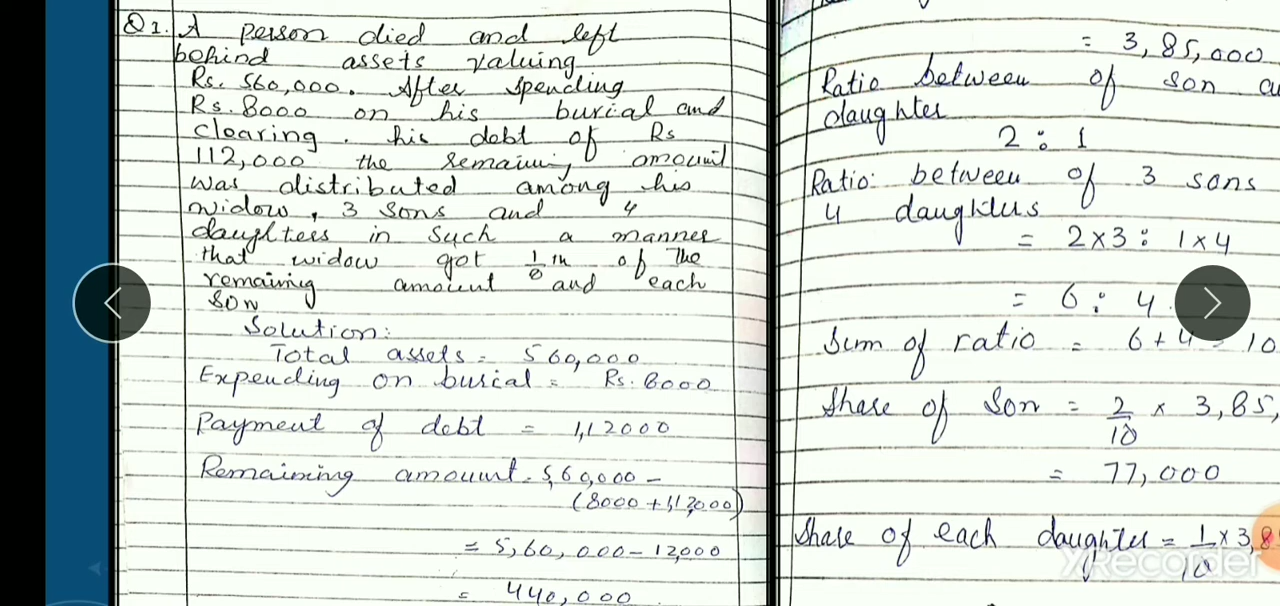 Q1. A person died and left
behind assets valuing
Rs. 560,000. After spending
Rs. 8000 on his burial and
clearing . his debt of Rs
112,000 the remaining amount
was distributed among his
widow, 3 sons and 4
daughters in such a manner
that widow got 1/8 th of the
remaining amount and each
son
Solution:
Total assets = 560,000
Expending on burial = Rs. 8000
Payment of debt = 1,12000
Remaining amount = 5,60,000 -
(8000 + 1,12,000)
= 5,60,000 - 12,000
= 440,000
= 3,85,000
Ratio between of son
daughter
2 : 1
Ratio: between of 3 sons
4 daughters
= 2×3 : 1×4
= 6 : 4
Sum of ratio = 6 + 4 = 10
Share of Son = 2/10 × 3,85,
= 77,000
Share of each daughter = 1/10 × 3,8
XRecorder